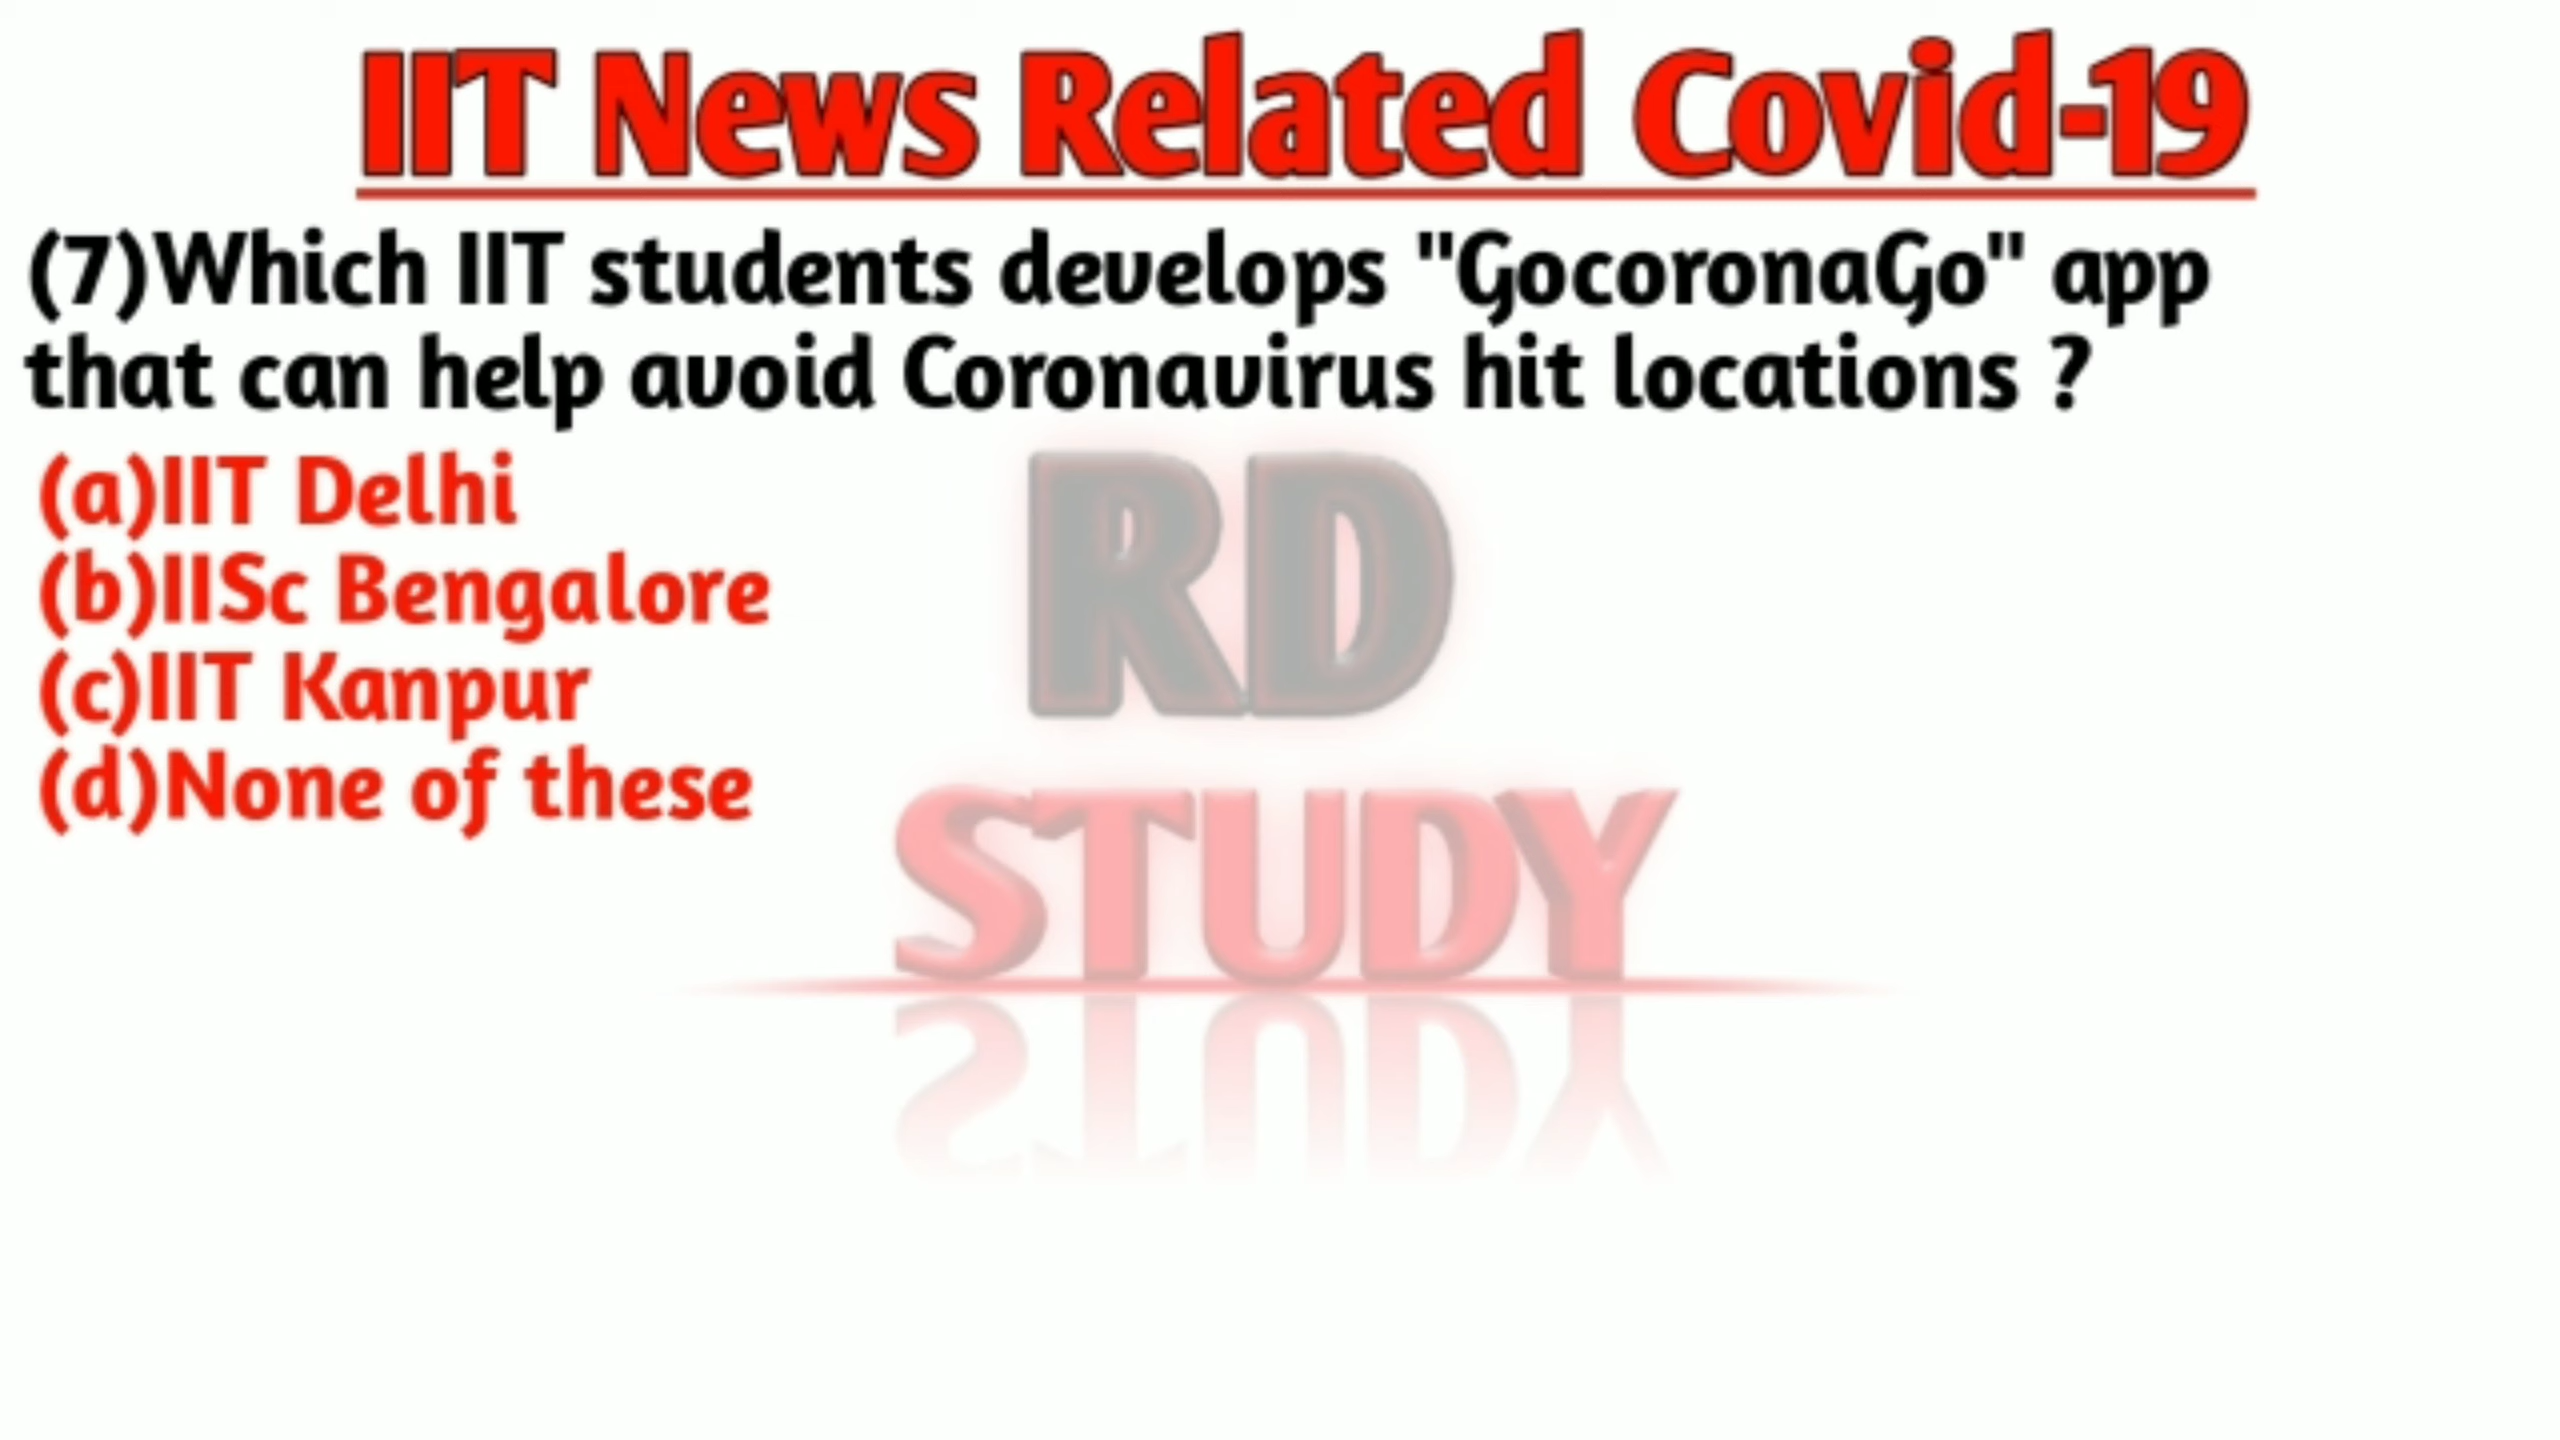 IIT News Related Covid-19
(7)Which IIT students develops "GocoronaGo" app
that can help avoid Coronavirus hit locations ?
(a)IIT Delhi
(b)IISc Bengalore
(c)IIT Kanpur
(d)None of these
RD
STUDY